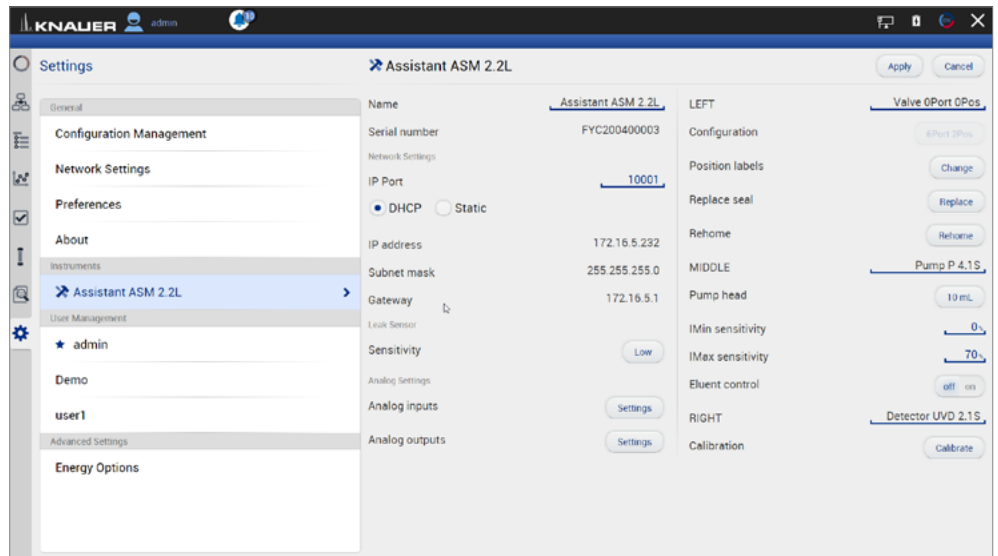 KNAUER admin
Settings
General
Configuration Management
Network Settings
Preferences
About
Instruments
Assistant ASM 2.2L
User Management
admin
Demo
user1
Advanced Settings
Energy Options
Assistant ASM 2.2L
Apply Cancel
Name Assistant ASM 2.2L
Serial number FYC200400003
Network Settings
IP Port 10001
DHCP Static
IP address 172.16.5.232
Subnet mask 255.255.255.0
Gateway 172.16.5.1
Leak Sensor
Sensitivity Low
Analog Settings
Analog inputs Settings
Analog outputs Settings
LEFT Valve 0Port 0Pos
Configuration 6Port 2Pos
Position labels Change
Replace seal Replace
Rehome Rehome
MIDDLE Pump P 4.1S
Pump head 10 mL
IMin sensitivity 0%
IMax sensitivity 70%
Eluent control off on
RIGHT Detector UVD 2.1S
Calibration Calibrate